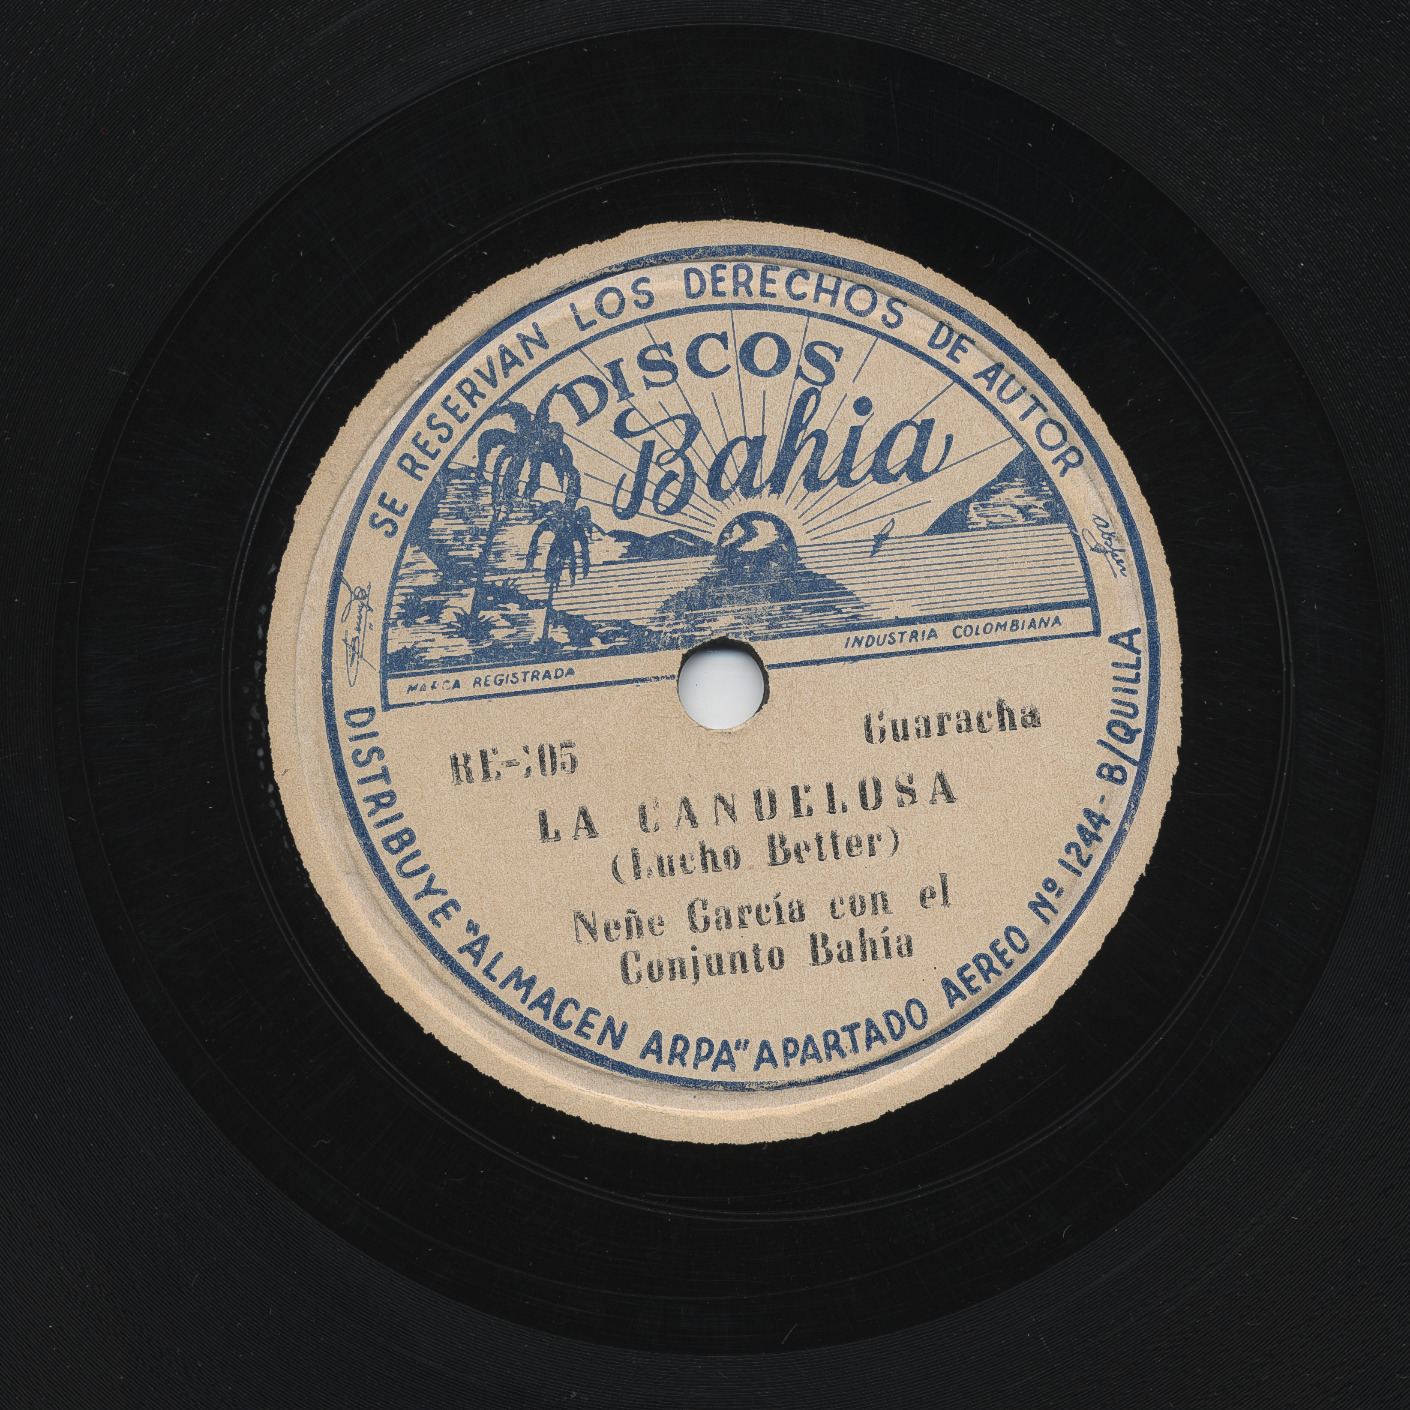 SE RESERVAN LOS DERECHOS DE AUTOR
DISCOS
Bahia
MARCA REGISTRADA
INDUSTRIA COLOMBIANA
Guaracha
LA CANDELOSA
(Lucho Better)
Neñe García con el
Conjunto Bahía
DISTRIBUYE "ALMACEN ARPA" APARTADO AEREO Nº 1244 - B/QUILLA